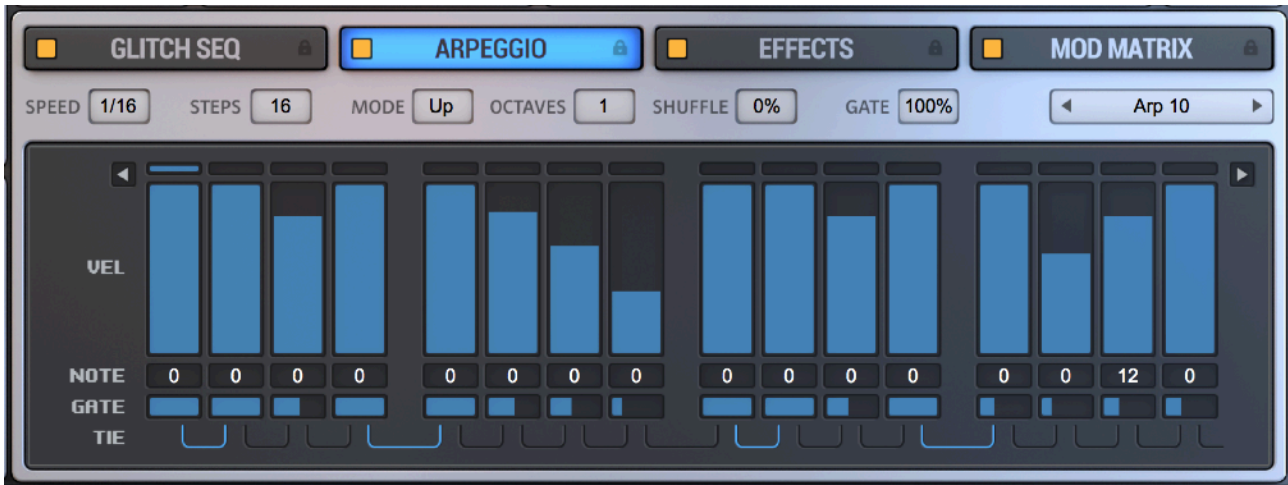 GLITCH SEQ ARPEGGIO EFFECTS MOD MATRIX
SPEED 1/16 STEPS 16 MODE Up OCTAVES 1 SHUFFLE 0% GATE 100% Arp 10
VEL
NOTE 0 0 0 0 0 0 0 0 0 0 0 0 0 0 12 0
GATE
TIE